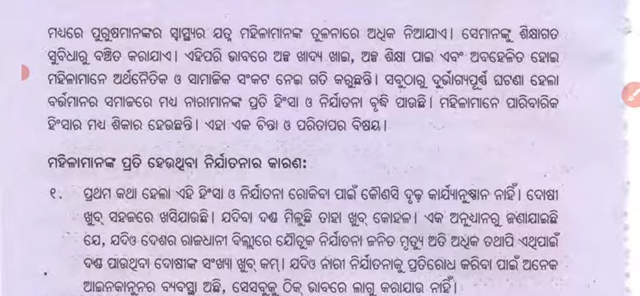 ମଧ୍ୟରେ ପୁରୁଷମାନଙ୍କର ସ୍ୱାସ୍ଥ୍ୟର ଯତ୍ନ ମହିଳାମାନଙ୍କ ତୁଳନାରେ ଅଧିକ ନିଆଯାଏ। ସେମାନଙ୍କୁ ଶିକ୍ଷାଗତ
ସୁବିଧାରୁ ବଞ୍ଚିତ କରାଯାଏ। ଏହିପରି ଭାବରେ ଅଳ୍ପ ଖାଦ୍ୟ ଖାଇ, ଅଳ୍ପ ଶିକ୍ଷା ପାଇ ଏବଂ ଅବହେଳିତ ହୋଇ
ମହିଳାମାନେ ଅର୍ଥନୈତିକ ଓ ସାମାଜିକ ସଂକଟ ନେଇ ଗତି କରୁଛନ୍ତି। ସବୁଠାରୁ ଦୁର୍ଭାଗ୍ୟପୂର୍ଣ୍ଣ ଘଟଣା ହେଲା
ବର୍ତ୍ତମାନର ସମାଜରେ ମଧ୍ୟ ନାରୀମାନଙ୍କ ପ୍ରତି ହିଂସା ଓ ନିର୍ଯାତନା ବୃଦ୍ଧି ପାଉଛି। ମହିଳାମାନେ ପାରିବାରିକ
ହିଂସାର ମଧ୍ୟ ଶିକାର ହେଉଛନ୍ତି। ଏହା ଏକ ଚିନ୍ତା ଓ ପରିତାପର ବିଷୟ।
ମହିଳାମାନଙ୍କ ପ୍ରତି ହେଉଥିବା ନିର୍ଯାତନାର କାରଣ:
୧. ପ୍ରଥମ କଥା ହେଲା ଏହି ହିଂସା ଓ ନିର୍ଯାତନା ରୋକିବା ପାଇଁ କୌଣସି ଦୃଢ଼ କାର୍ଯ୍ୟାନୁଷ୍ଠାନ ନାହିଁ। ଦୋଷୀ
ଖୁବ୍ ସହଜରେ ଖସିଯାଉଛି। ଯଦିବା ଦଣ୍ଡ ମିଳୁଛି ତାହା ଖୁବ୍ କୋହଳ। ଏକ ଅନୁଧ୍ୟାନରୁ ଜଣାଯାଇଛି
ଯେ, ଯଦିଓ ଦେଶର ରାଜଧାନୀ ଦିଲ୍ଲୀରେ ଯୌତୁକ ନିର୍ଯାତନା ଜନିତ ମୃତ୍ୟୁ ଅତି ଅଧିକ ତଥାପି ଏଥିପାଇଁ
ଦଣ୍ଡ ପାଉଥିବା ଦୋଷୀଙ୍କ ସଂଖ୍ୟା ଖୁବ୍ କମ୍। ଯଦିଓ ନାରୀ ନିର୍ଯାତନାକୁ ପ୍ରତିରୋଧ କରିବା ପାଇଁ ଅନେକ
ଆଇନକାନୁନର ବ୍ୟବସ୍ଥା ଅଛି, ସେସବୁକୁ ଠିକ୍ ଭାବରେ ଲାଗୁ କରାଯାଉ ନାହିଁ।